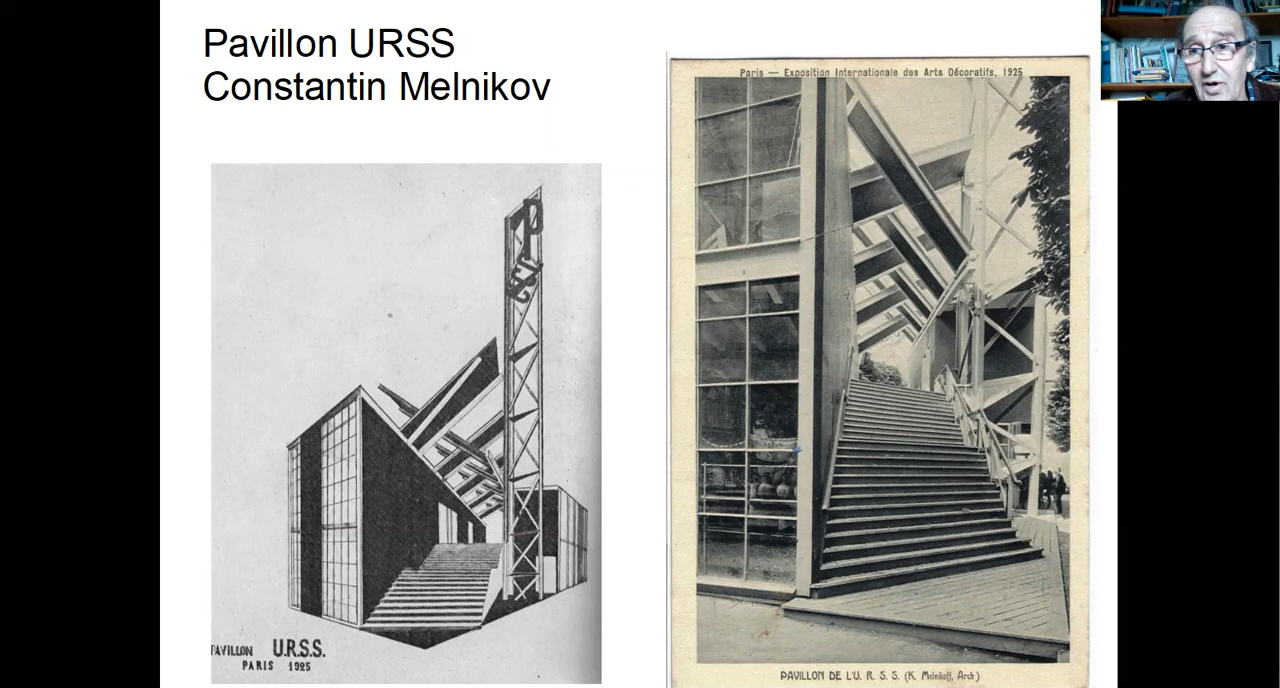 Pavillon URSS
Constantin Melnikov
Paris — Exposition Internationale des Arts Décoratifs, 1925
PAVILLON U.R.S.S.
PARIS 1925
PAVILLON DE L'U. R. S. S. (K. Melnikoff, Arch.)